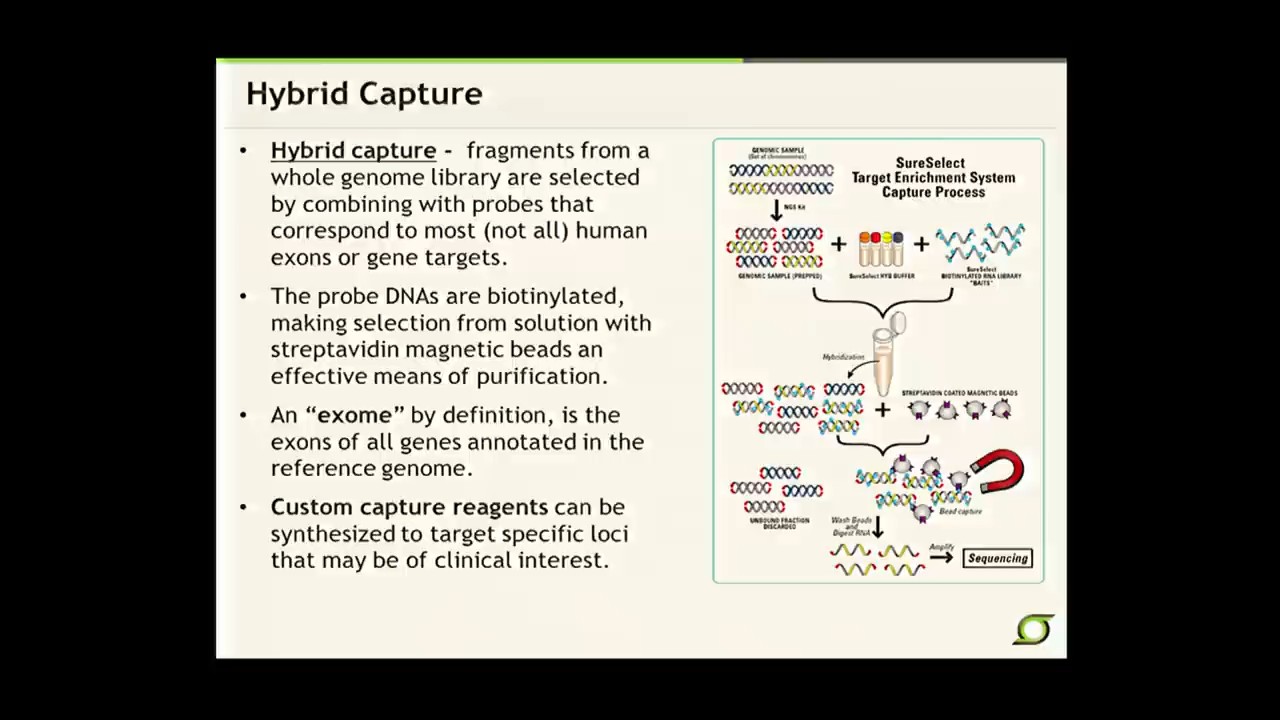 Hybrid Capture
• Hybrid capture - fragments from a
whole genome library are selected
by combining with probes that
correspond to most (not all) human
exons or gene targets.
• The probe DNAs are biotinylated,
making selection from solution with
streptavidin magnetic beads an
effective means of purification.
• An “exome” by definition, is the
exons of all genes annotated in the
reference genome.
• Custom capture reagents can be
synthesized to target specific loci
that may be of clinical interest.
GENOMIC SAMPLE
(Set of chromosomes)
SureSelect
Target Enrichment System
Capture Process
NGS Kit
GENOMIC SAMPLE (PREPPED)
SureSelect HYB BUFFER
SureSelect
BIOTINYLATED RNA LIBRARY
"BAITS"
Hybridization
STREPTAVIDIN COATED MAGNETIC BEADS
UNBOUND FRACTION
DISCARDED
Bead capture
Wash Beads
and
Digest RNA
Amplify
Sequencing